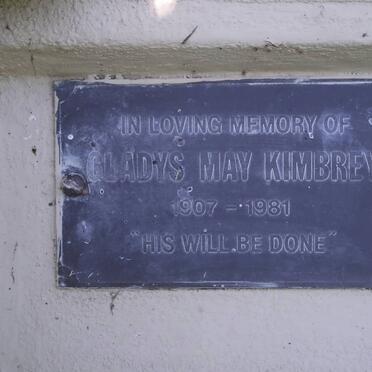 IN LOVING MEMORY OF
GLADYS MAY KIMBREY
1907 - 1981
"HIS WILL BE DONE"